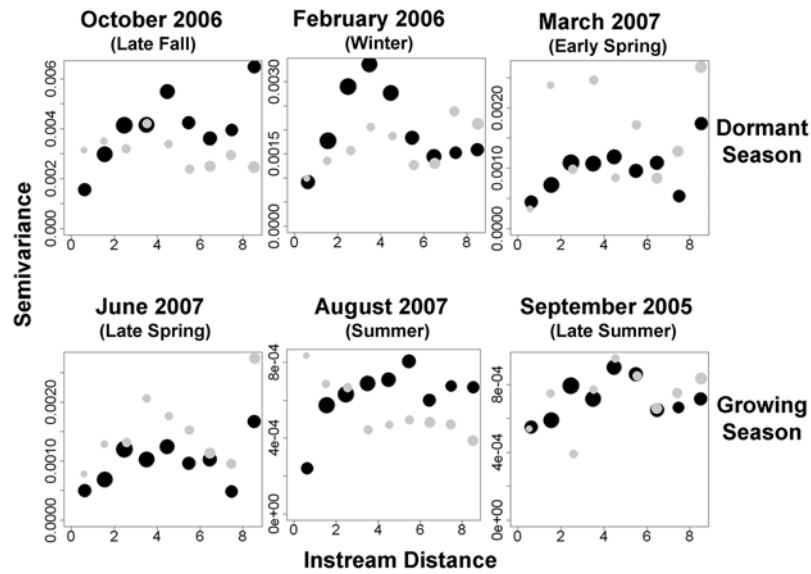 October 2006
(Late Fall)
February 2006
(Winter)
March 2007
(Early Spring)
Dormant
Season
0.000 0.002 0.004 0.006
0 2 4 6 8
0.0000 0.0015 0.0030
0 2 4 6 8
0.0000 0.0010 0.0020
0 2 4 6 8
Semivariance
June 2007
(Late Spring)
August 2007
(Summer)
September 2005
(Late Summer)
Growing
Season
0.0000 0.0010 0.0020
0 2 4 6 8
0e+00 4e-04 8e-04
0 2 4 6 8
0e+00 4e-04 8e-04
0 2 4 6 8
Instream Distance